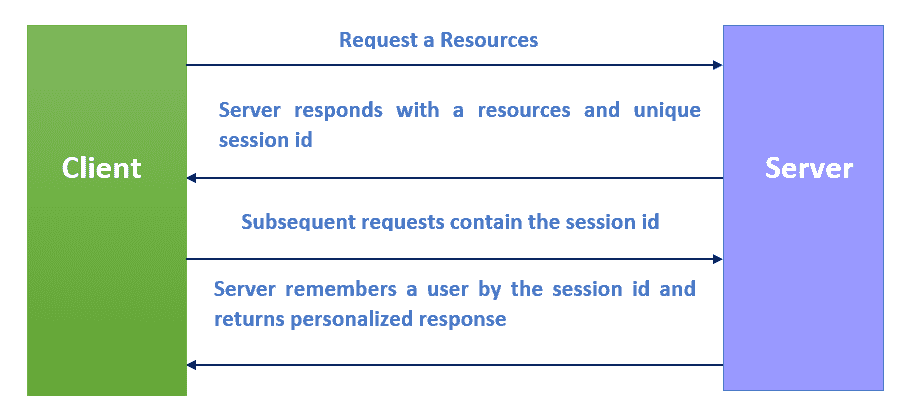 Request a Resources
Server responds with a resources and unique
session id
Client
Server
Subsequent requests contain the session id
Server remembers a user by the session id and
returns personalized response